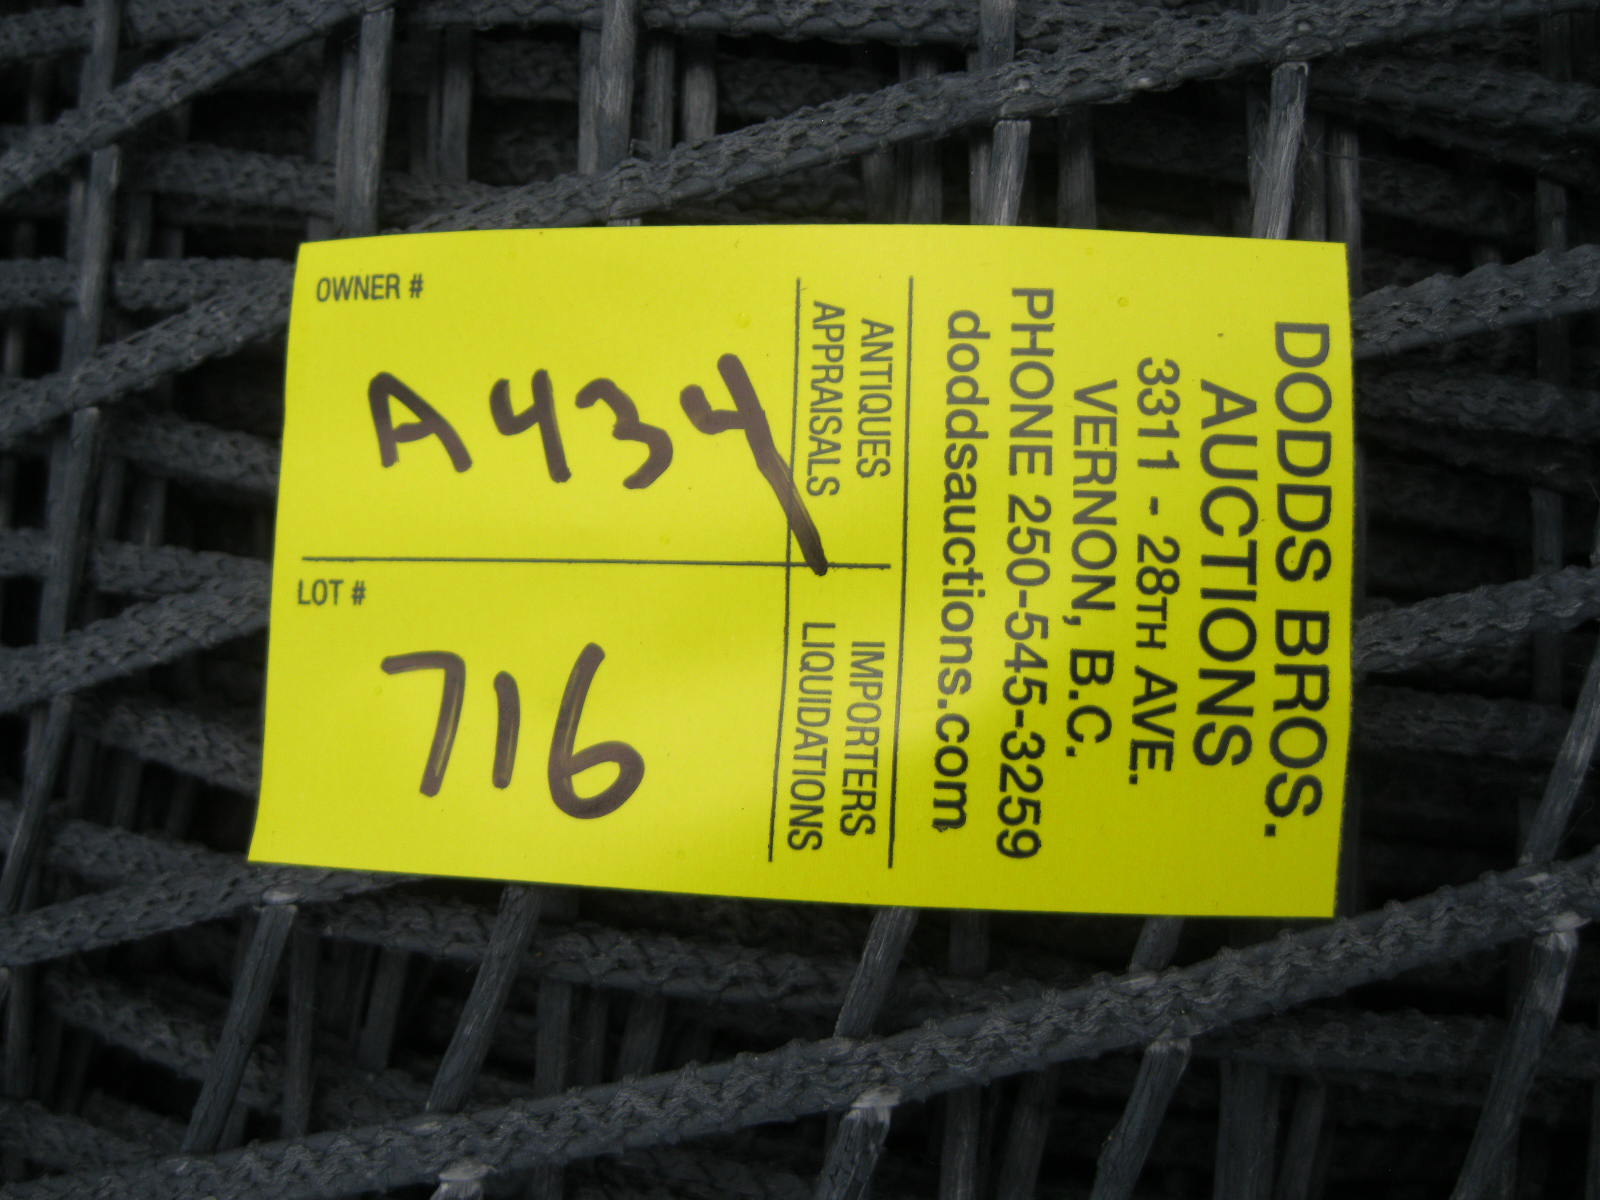 DODDS BROS.
AUCTIONS
3311 - 28TH AVE.
VERNON, B.C.
PHONE 250-545-3259
doddsauctions.com
ANTIQUES IMPORTERS
APPRAISALS LIQUIDATIONS
OWNER #
A434
LOT #
716